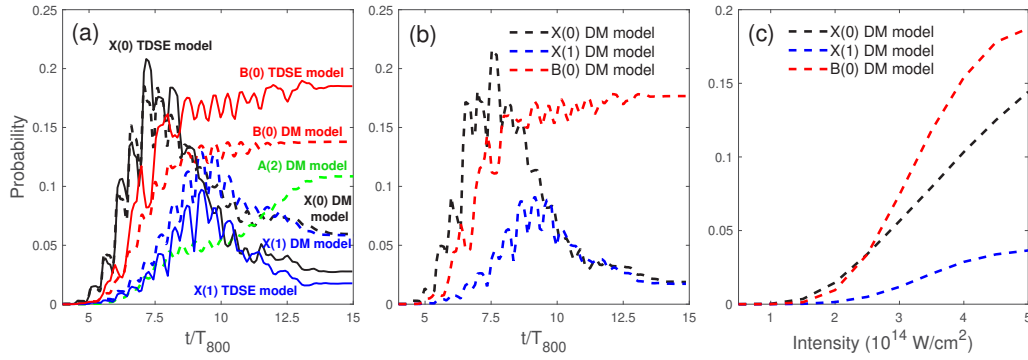 (a)
X(0) TDSE model
B(0) TDSE model
B(0) DM model
A(2) DM model
X(0) DM
model
X(1) DM model
X(1) TDSE model
Probability
0.25
0.2
0.15
0.1
0.05
0
5
7.5
10
12.5
15
t/T800
(b)
X(0) DM model
X(1) DM model
B(0) DM model
0.25
0.2
0.15
0.1
0.05
0
5
7.5
10
12.5
15
t/T800
(c)
X(0) DM model
X(1) DM model
B(0) DM model
0.2
0.15
0.1
0.05
0
1
2
3
4
5
Intensity (10^14 W/cm^2)